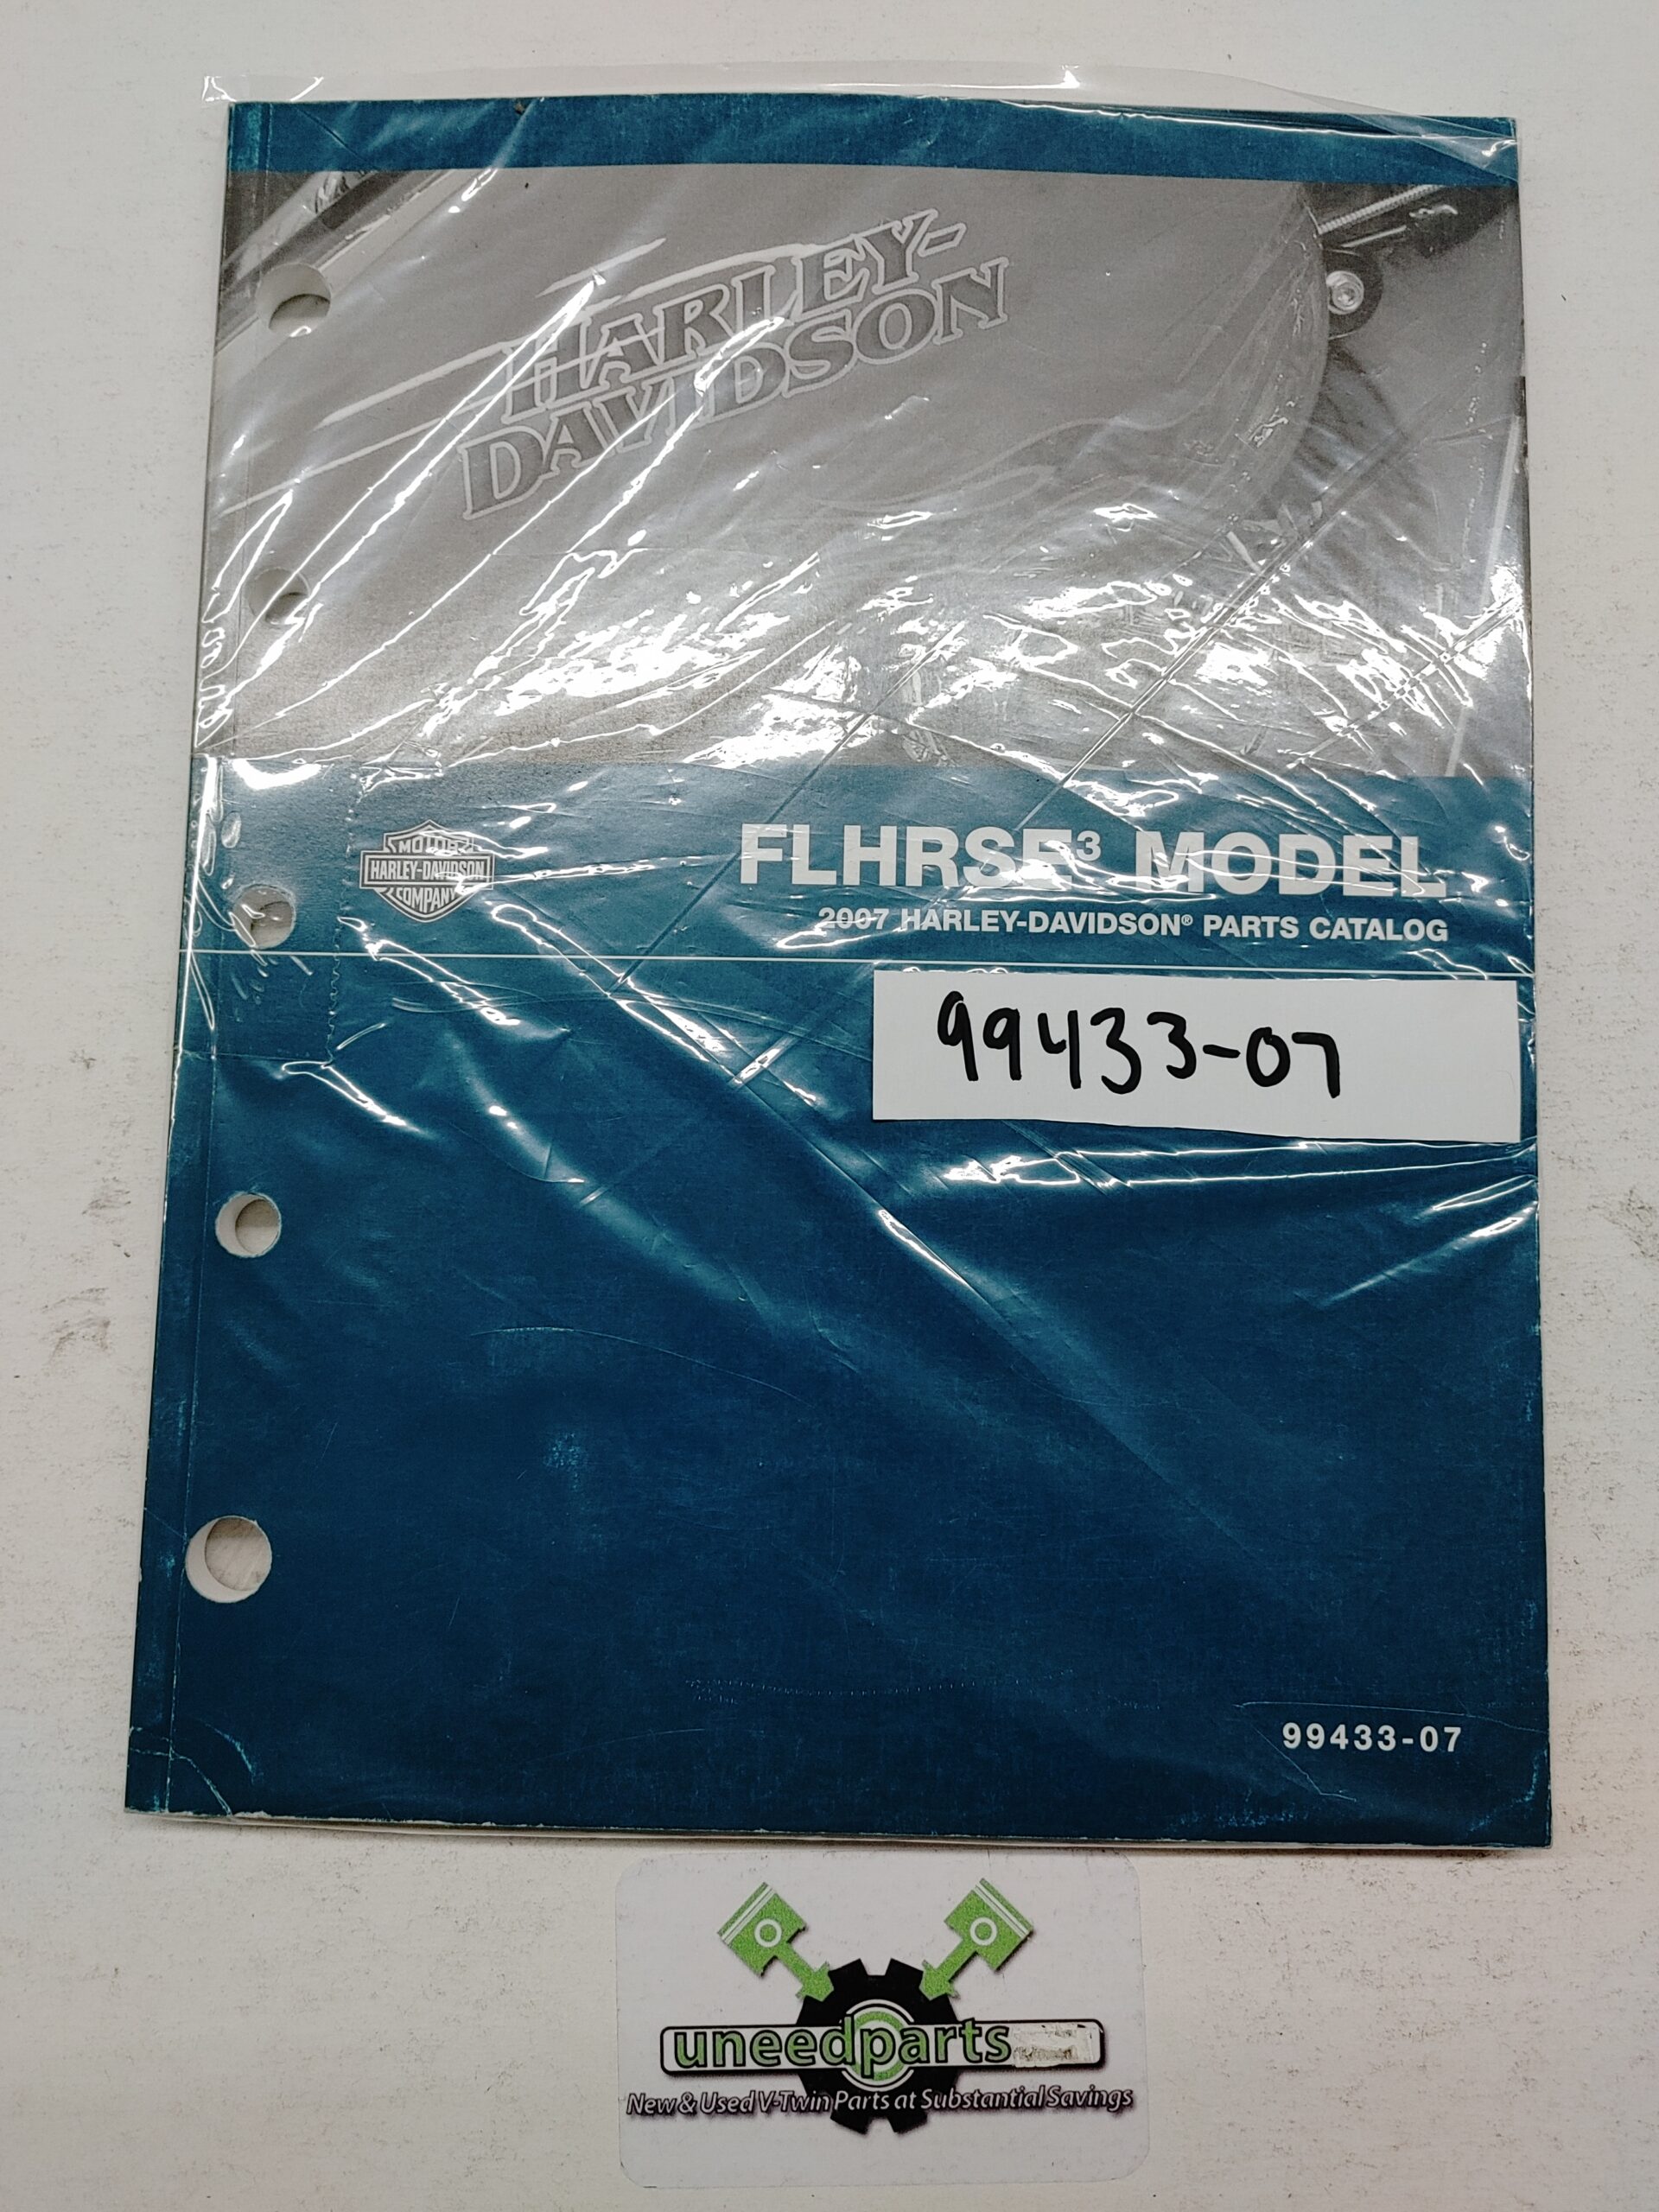 HARLEY-
DAVIDSON
MOTOR
HARLEY-DAVIDSON
COMPANY
FLHRSE³ MODEL
2007 HARLEY-DAVIDSON® PARTS CATALOG
99433-07
99433-07
uneedparts
New & Used V-Twin Parts at Substantial Savings